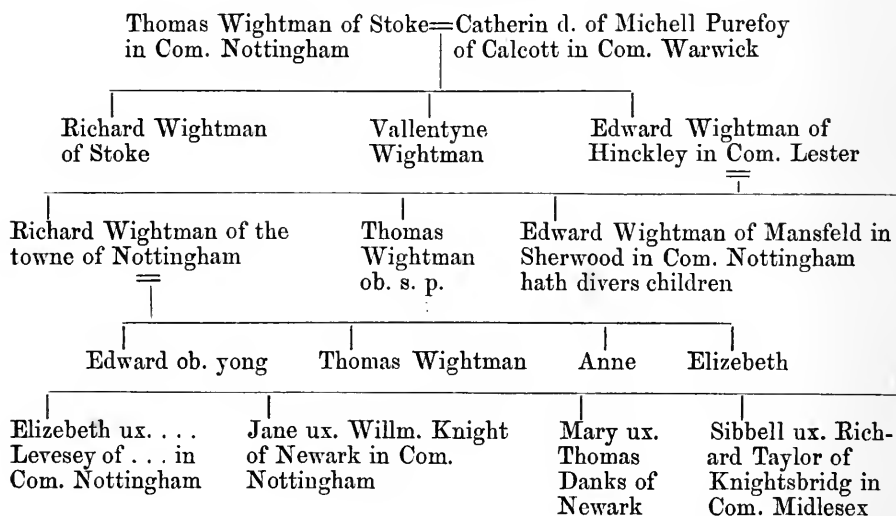 Thomas Wightman of Stoke=Catherin d. of Michell Purefoy
in Com. Nottingham of Calcott in Com. Warwick
Richard Wightman
of Stoke
Vallentyne
Wightman
Edward Wightman of
Hinckley in Com. Lester
Richard Wightman of the
towne of Nottingham
Thomas
Wightman
ob. s. p.
Edward Wightman of Mansfeld in
Sherwood in Com. Nottingham
hath divers children
Edward ob. yong
Thomas Wightman
Anne
Elizebeth
Elizebeth ux. . . .
Levesey of . . . in
Com. Nottingham
Jane ux. Willm. Knight
of Newark in Com.
Nottingham
Mary ux.
Thomas
Danks of
Newark
Sibbell ux. Rich-
ard Taylor of
Knightsbridg in
Com. Midlesex